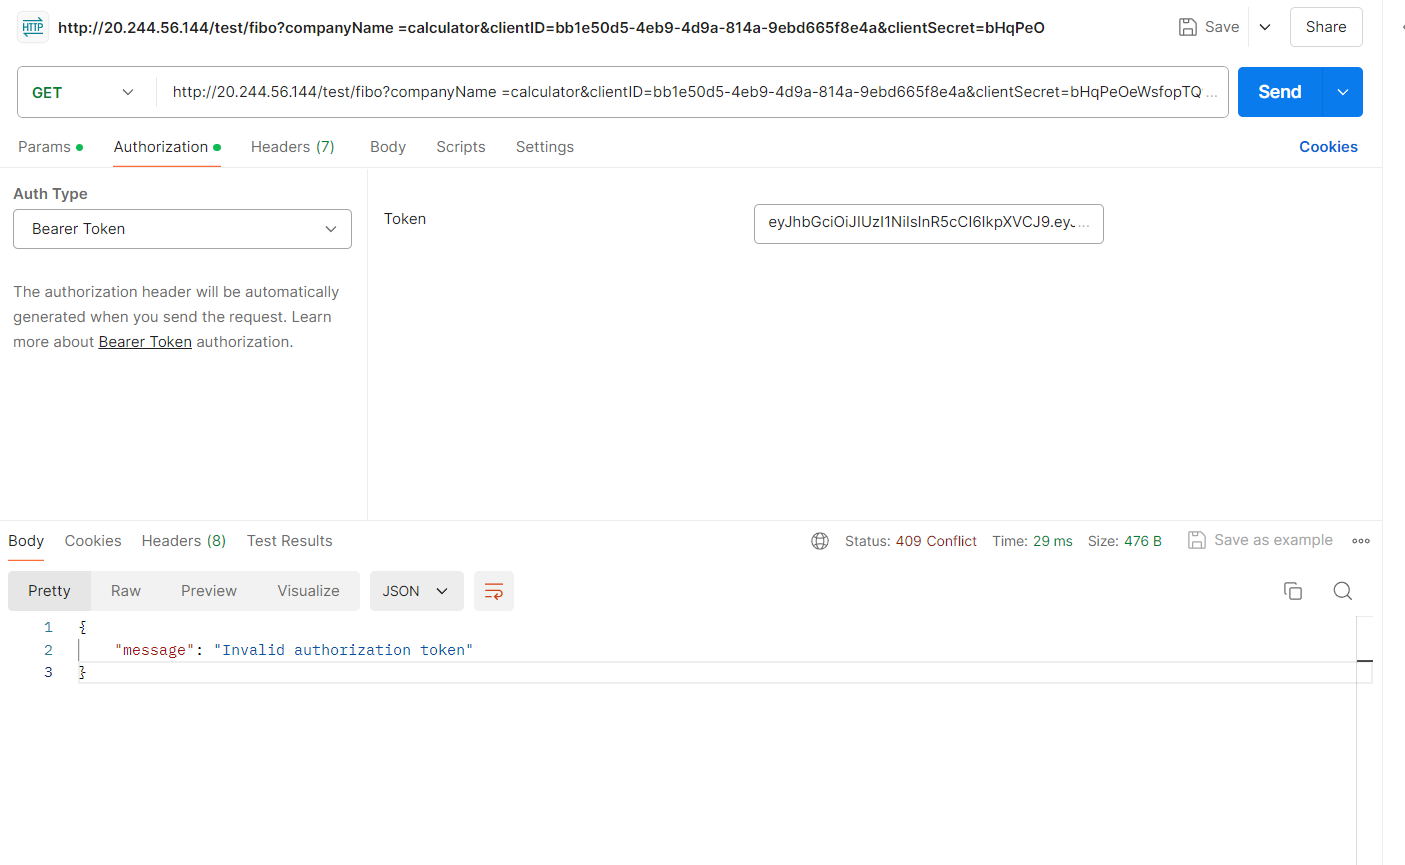 HTTP http://20.244.56.144/test/fibo?companyName =calculator&clientID=bb1e50d5-4eb9-4d9a-814a-9ebd665f8e4a&clientSecret=bHqPeO Save Share
GET http://20.244.56.144/test/fibo?companyName =calculator&clientID=bb1e50d5-4eb9-4d9a-814a-9ebd665f8e4a&clientSecret=bHqPeOeWsfopTQ ... Send
Params Authorization Headers (7) Body Scripts Settings Cookies
Auth Type
Bearer Token
Token eyJhbGciOiJIUzI1NiIsInR5cCI6IkpXVCJ9.eyJ...
The authorization header will be automatically
generated when you send the request. Learn
more about Bearer Token authorization.
Body Cookies Headers (8) Test Results Status: 409 Conflict Time: 29 ms Size: 476 B Save as example
Pretty Raw Preview Visualize JSON
1 {
2 "message": "Invalid authorization token"
3 }